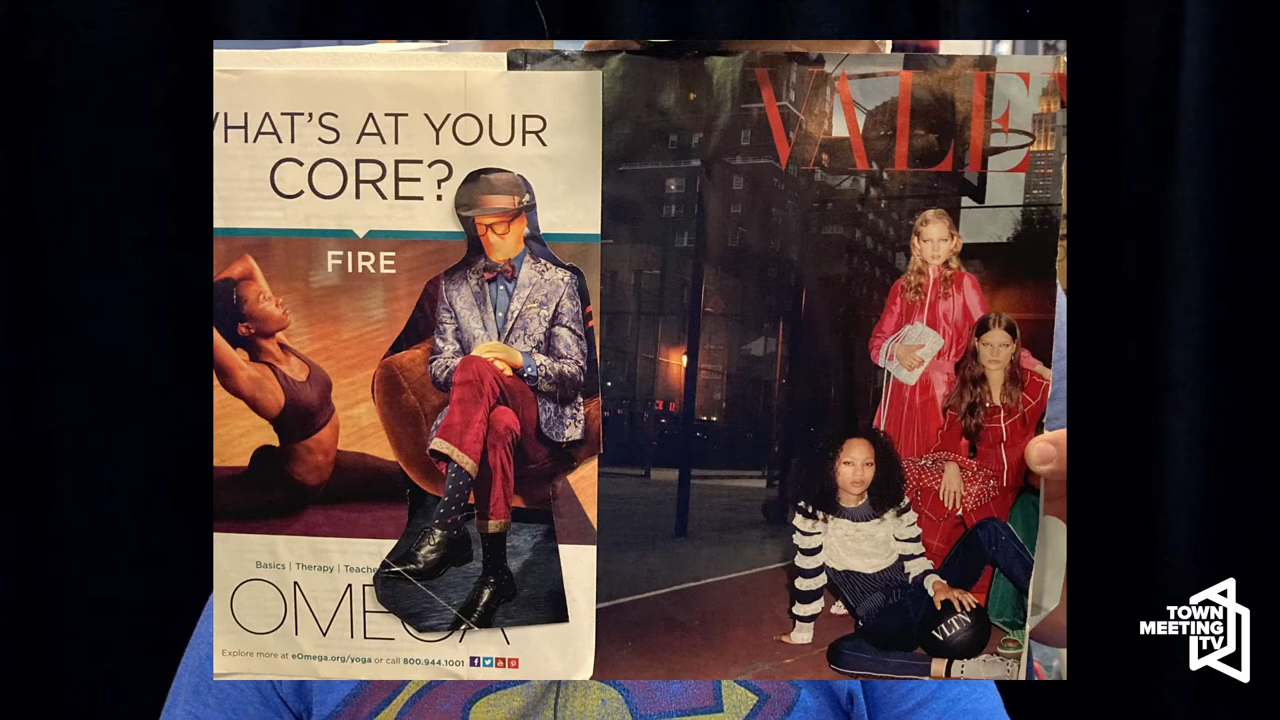 HAT'S AT YOUR
CORE?
FIRE
Basics | Therapy | Teache
OMEGA
Explore more at eOmega.org/yoga or call 800.944.1001
VALE
VLTN
TOWN
MEETING
TV